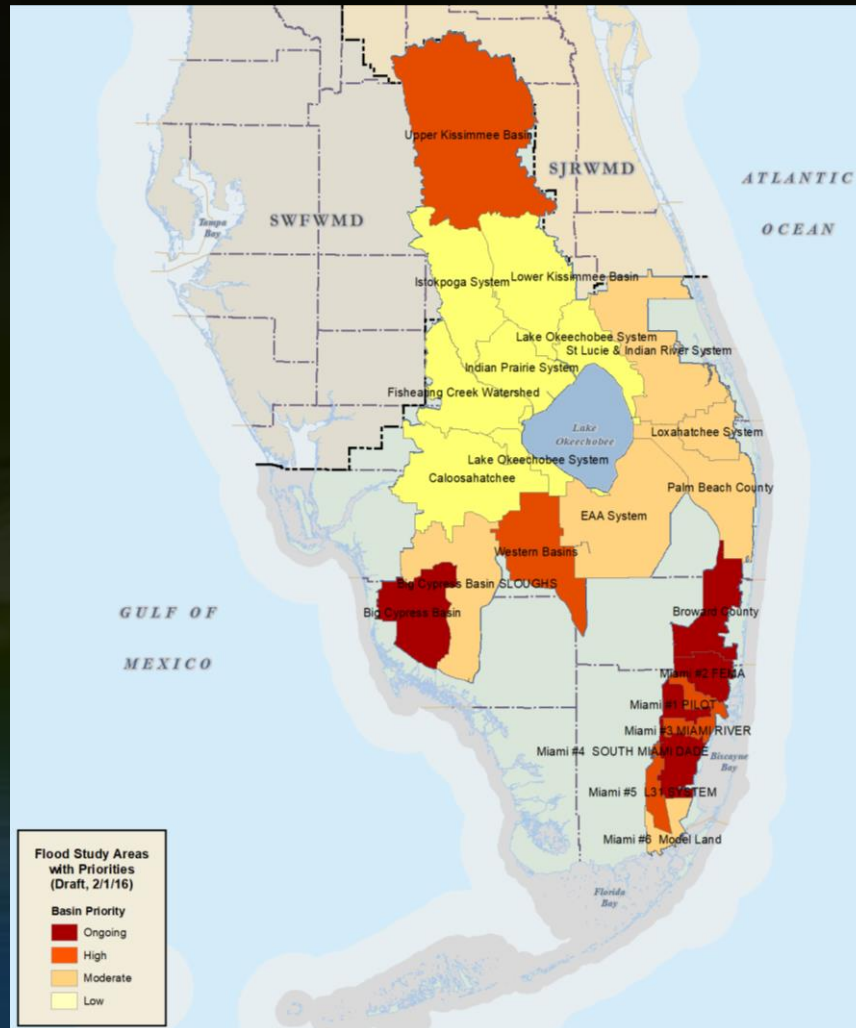 Upper Kissimmee Basin
SJRWMD
ATLANTIC
OCEAN
SWFWMD
Tampa
Bay
Istokpoga System
Lower Kissimmee Basin
Lake Okeechobee System
St Lucie & Indian River System
Indian Prairie System
Fisheating Creek Watershed
Lake
Okeechobee
Loxahatchee System
Lake Okeechobee System
Caloosahatchee
Palm Beach County
EAA System
Western Basins
Big Cypress Basin SLOUGHS
Big Cypress Basin
Broward County
GULF OF
MEXICO
Miami #2 FEMA
Miami #1 PILOT
Miami #3 MIAMI RIVER
Miami #4 SOUTH MIAMI DADE
Biscayne
Bay
Miami #5 L31 SYSTEM
Miami #6 Model Land
Florida
Bay
Flood Study Areas
with Priorities
(Draft, 2/1/16)
Basin Priority
Ongoing
High
Moderate
Low